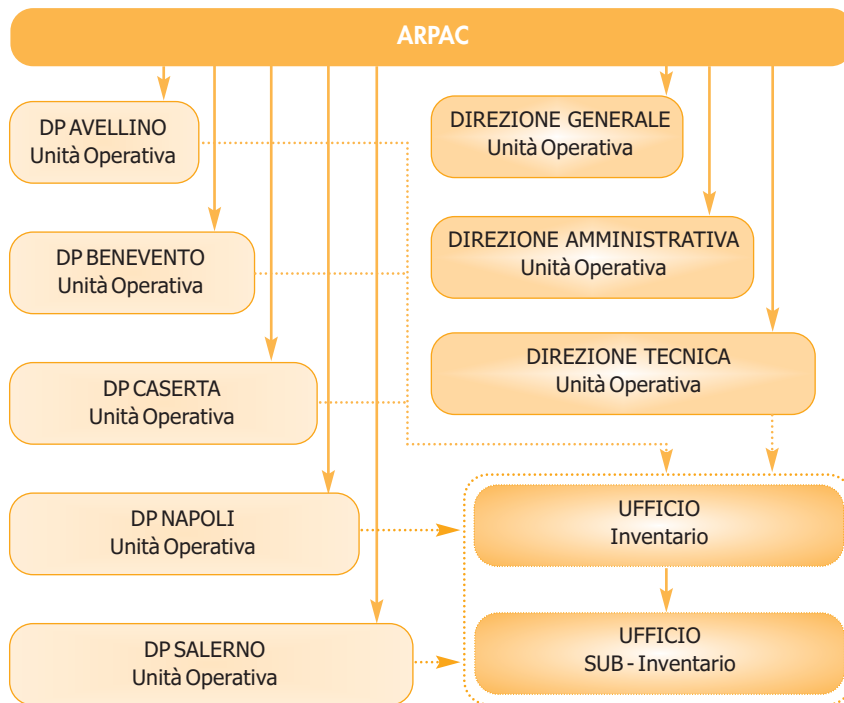 ARPAC
DP AVELLINO
Unità Operativa
DIREZIONE GENERALE
Unità Operativa
DP BENEVENTO
Unità Operativa
DIREZIONE AMMINISTRATIVA
Unità Operativa
DP CASERTA
Unità Operativa
DIREZIONE TECNICA
Unità Operativa
DP NAPOLI
Unità Operativa
UFFICIO
Inventario
DP SALERNO
Unità Operativa
UFFICIO
SUB - Inventario